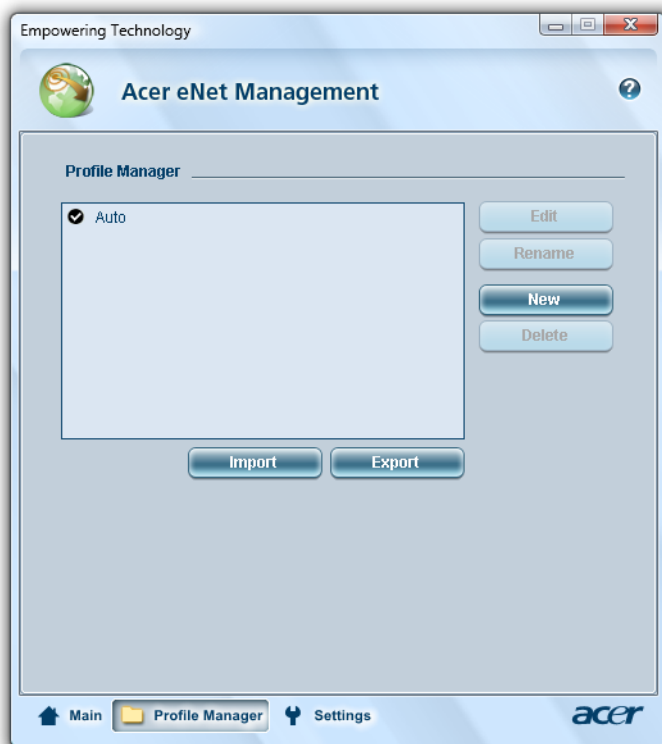 Empowering Technology
Acer eNet Management
?
Profile Manager
Auto
Edit
Rename
New
Delete
Import Export
Main Profile Manager Settings acer